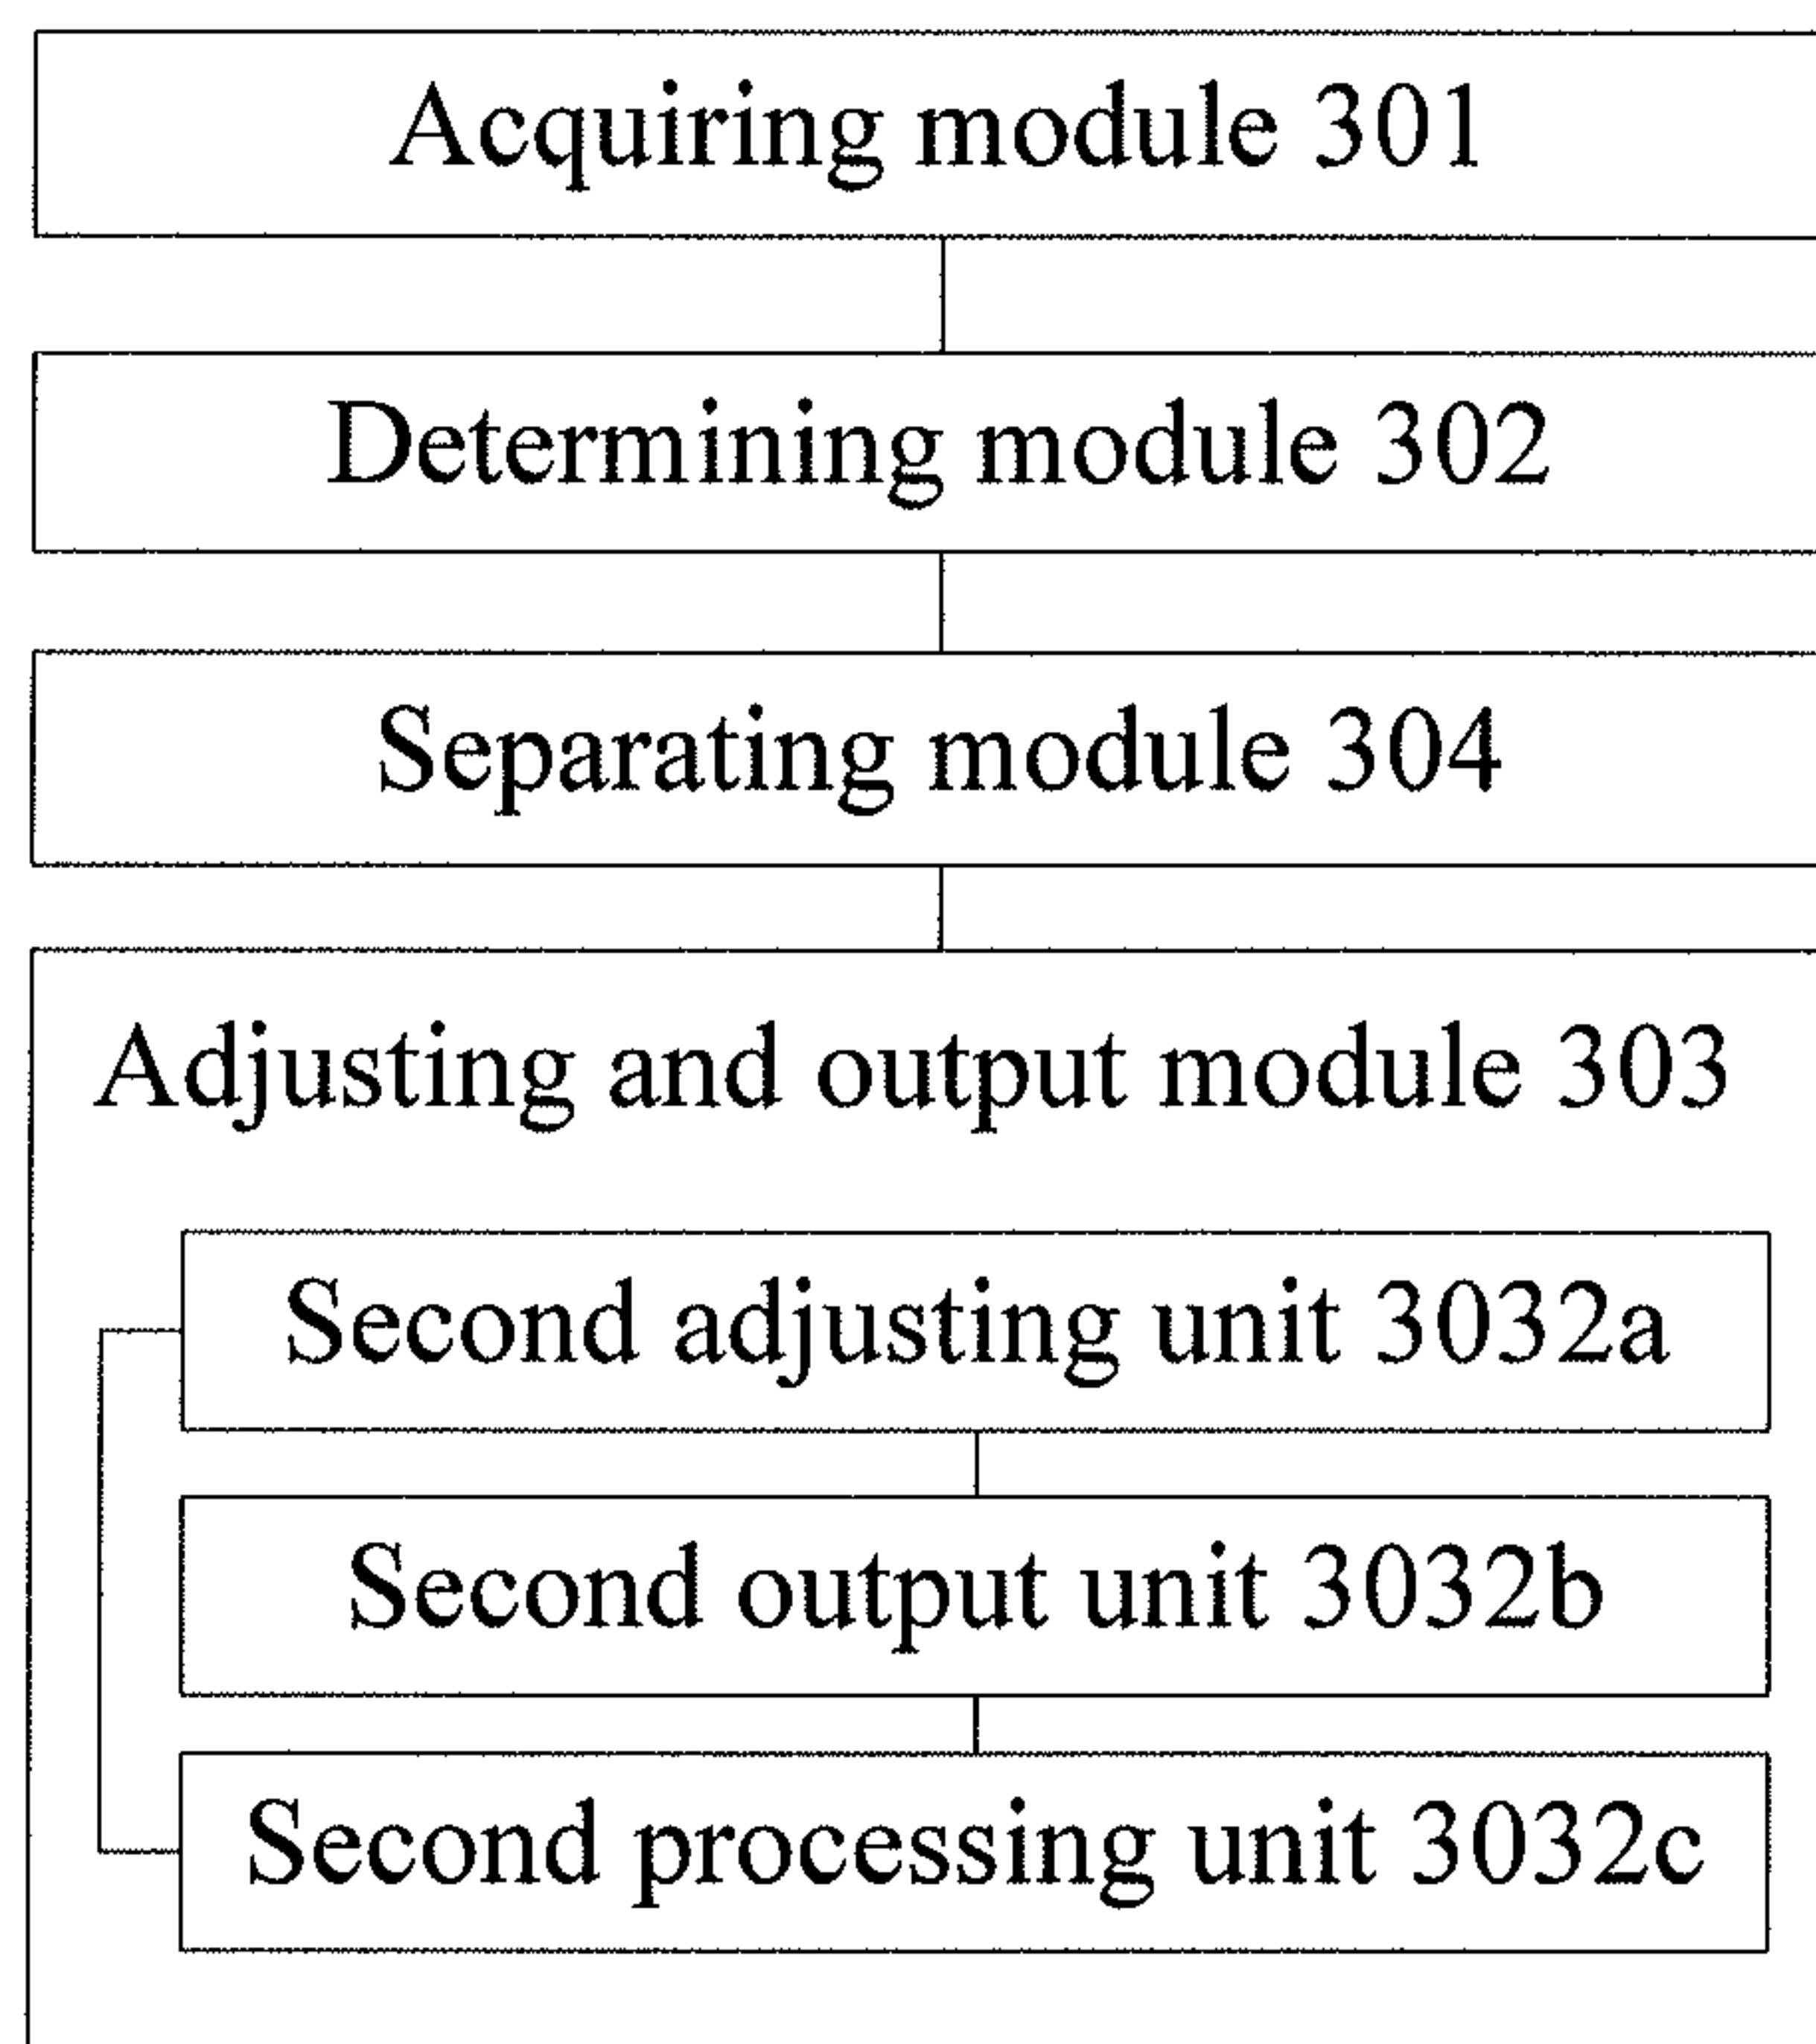 Acquiring module 301
Determining module 302
Separating module 304
Adjusting and output module 303
Second adjusting unit 3032a
Second output unit 3032b
Second processing unit 3032c